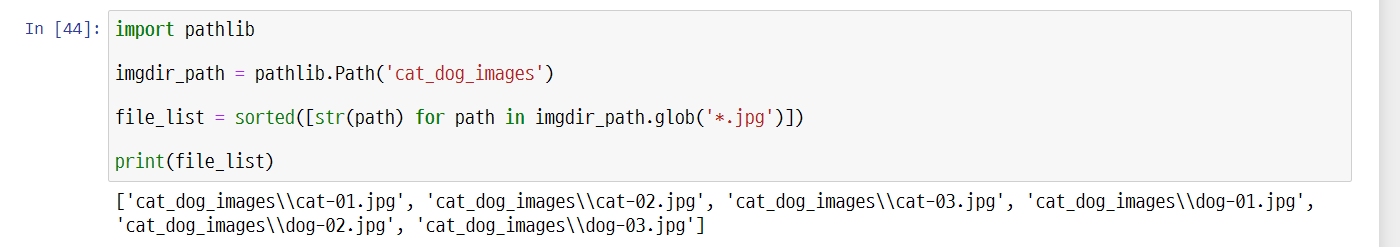 In [44]:
import pathlib
imgdir_path = pathlib.Path('cat_dog_images')
file_list = sorted([str(path) for path in imgdir_path.glob('*.jpg')])
print(file_list)
['cat_dog_images\\cat-01.jpg', 'cat_dog_images\\cat-02.jpg', 'cat_dog_images\\cat-03.jpg', 'cat_dog_images\\dog-01.jpg',
'cat_dog_images\\dog-02.jpg', 'cat_dog_images\\dog-03.jpg']